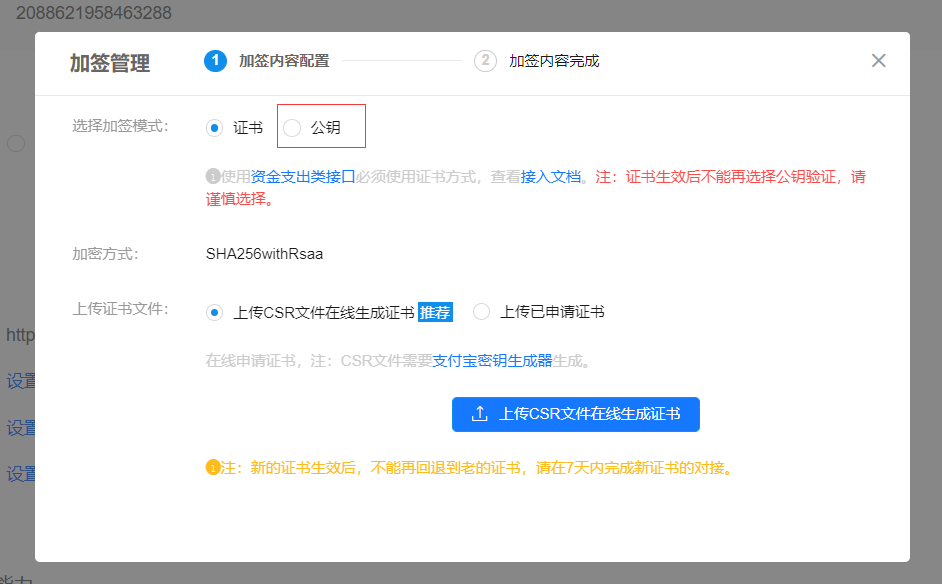 2088621958463288
加签管理
1 加签内容配置
2 加签内容完成
选择加签模式：
证书
公钥
使用资金支出类接口必须使用证书方式，查看接入文档。注：证书生效后不能再选择公钥验证，请
谨慎选择。
加密方式：
SHA256withRsaa
上传证书文件：
上传CSR文件在线生成证书 推荐
上传已申请证书
http
在线申请证书，注：CSR文件需要支付宝密钥生成器生成。
设置
上传CSR文件在线生成证书
设置
注：新的证书生效后，不能再回退到老的证书，请在7天内完成新证书的对接。
设置